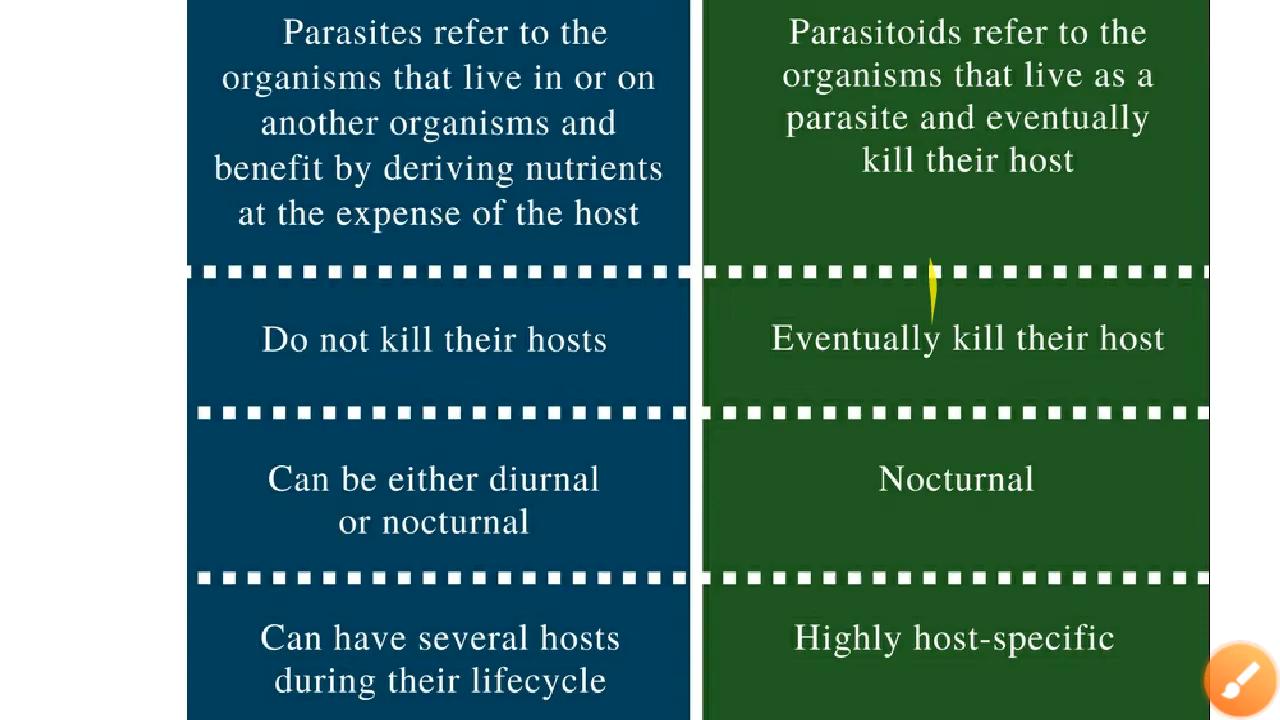 Parasites refer to the
organisms that live in or on
another organisms and
benefit by deriving nutrients
at the expense of the host
Parasitoids refer to the
organisms that live as a
parasite and eventually
kill their host
Do not kill their hosts
Eventually kill their host
Can be either diurnal
or nocturnal
Nocturnal
Can have several hosts
during their lifecycle
Highly host-specific